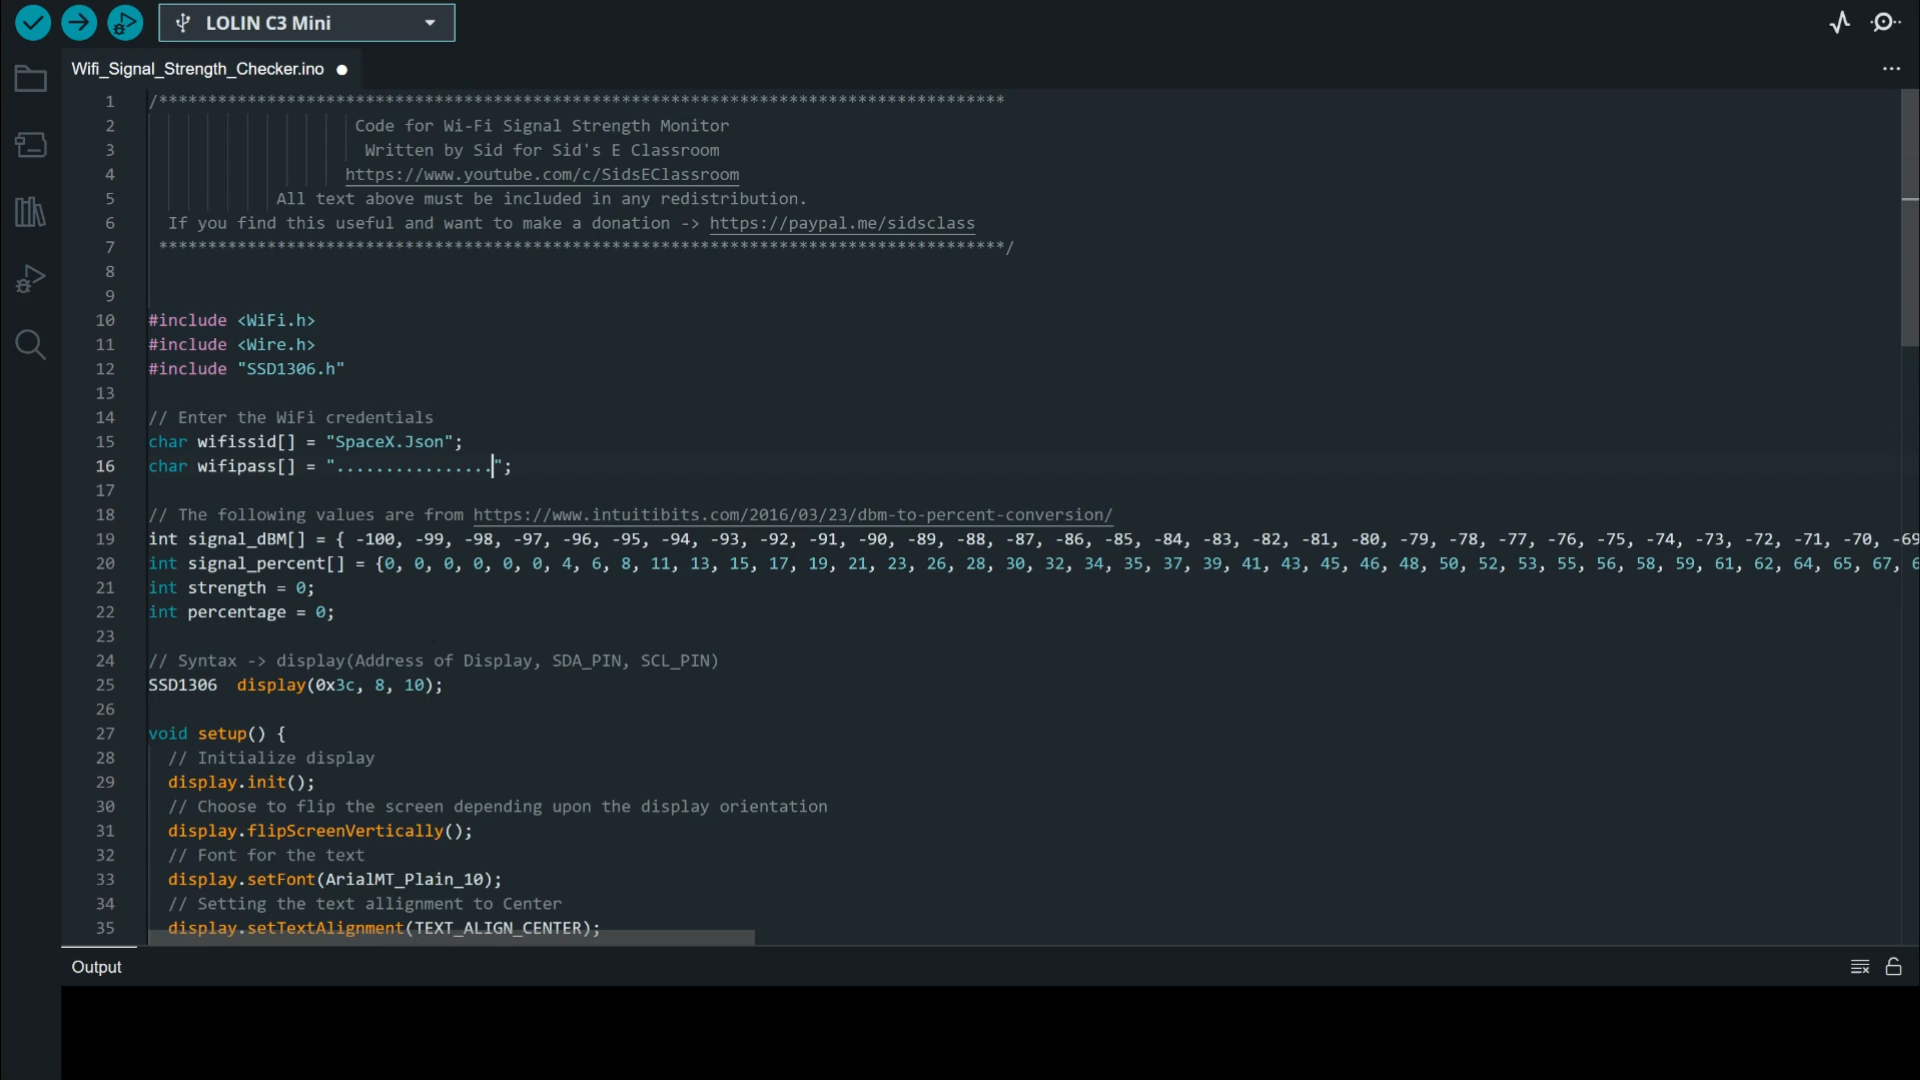 LOLIN C3 Mini
Wifi_Signal_Strength_Checker.ino
1 /**************************************************************************************
2 Code for Wi-Fi Signal Strength Monitor
3 Written by Sid for Sid's E Classroom
4 https://www.youtube.com/c/SidsEClassroom
5 All text above must be included in any redistribution.
6 If you find this useful and want to make a donation -> https://paypal.me/sidsclass
7 **************************************************************************************/
8
9
10 #include <WiFi.h>
11 #include <Wire.h>
12 #include "SSD1306.h"
13
14 // Enter the WiFi credentials
15 char wifissid[] = "SpaceX.Json";
16 char wifipass[] = "................";
17
18 // The following values are from https://www.intuitibits.com/2016/03/23/dbm-to-percent-conversion/
19 int signal_dBM[] = { -100, -99, -98, -97, -96, -95, -94, -93, -92, -91, -90, -89, -88, -87, -86, -85, -84, -83, -82, -81, -80, -79, -78, -77, -76, -75, -74, -73, -72, -71, -70, -69
20 int signal_percent[] = {0, 0, 0, 0, 0, 0, 4, 6, 8, 11, 13, 15, 17, 19, 21, 23, 26, 28, 30, 32, 34, 35, 37, 39, 41, 43, 45, 46, 48, 50, 52, 53, 55, 56, 58, 59, 61, 62, 64, 65, 67, 6
21 int strength = 0;
22 int percentage = 0;
23
24 // Syntax -> display(Address of Display, SDA_PIN, SCL_PIN)
25 SSD1306  display(0x3c, 8, 10);
26
27 void setup() {
28 // Initialize display
29 display.init();
30 // Choose to flip the screen depending upon the display orientation
31 display.flipScreenVertically();
32 // Font for the text
33 display.setFont(ArialMT_Plain_10);
34 // Setting the text allignment to Center
35 display.setTextAlignment(TEXT_ALIGN_CENTER);
Output